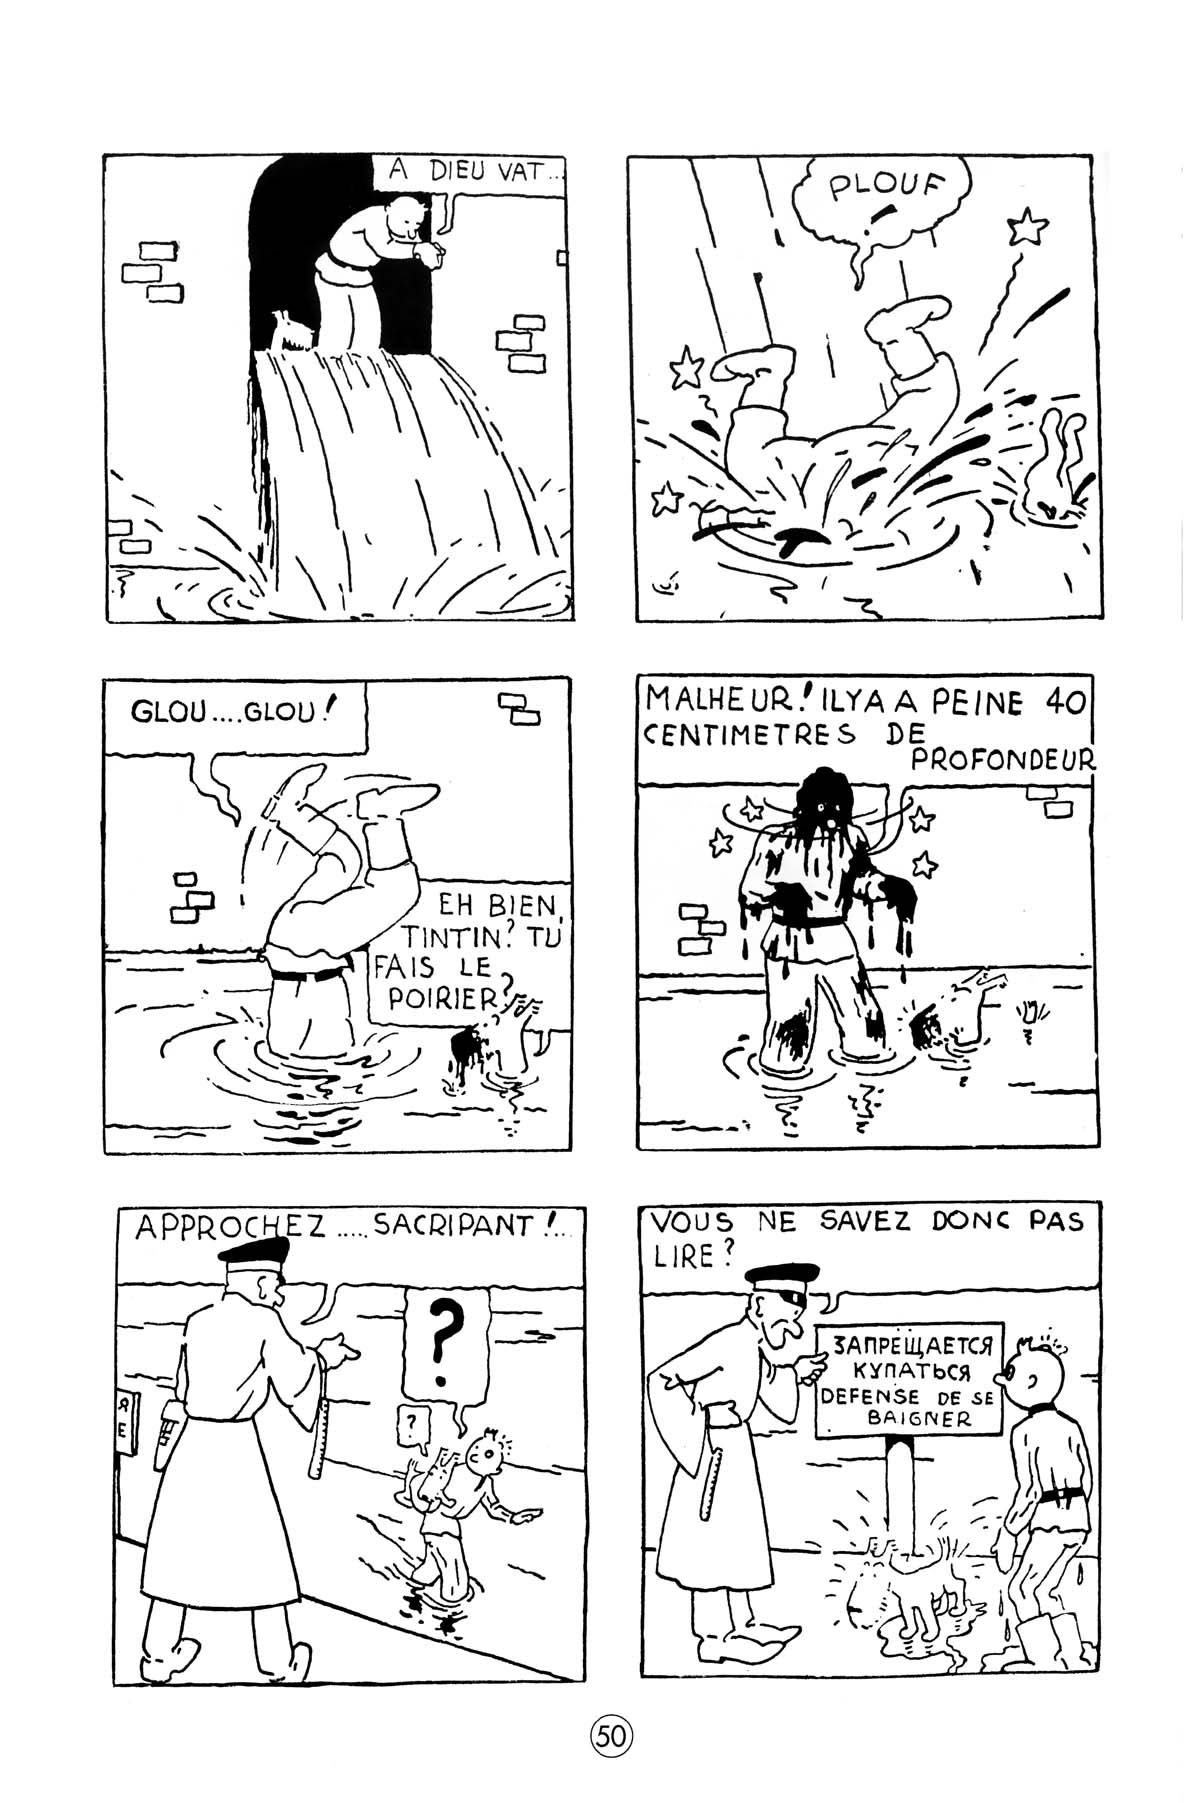 A DIEU VAT...
PLOUF
!
GLOU....GLOU!
EH BIEN,
TINTIN? TU
FAIS LE
POIRIER?
MALHEUR! IL Y A A PEINE 40
CENTIMETRES DE
PROFONDEUR
APPROCHEZ ..... SACRIPANT!...
?
?
Я
Е
VOUS NE SAVEZ DONC PAS
LIRE?
ЗАПРЕЩАЕТСЯ
КУПАТЬСЯ
DEFENSE DE SE
BAIGNER
50